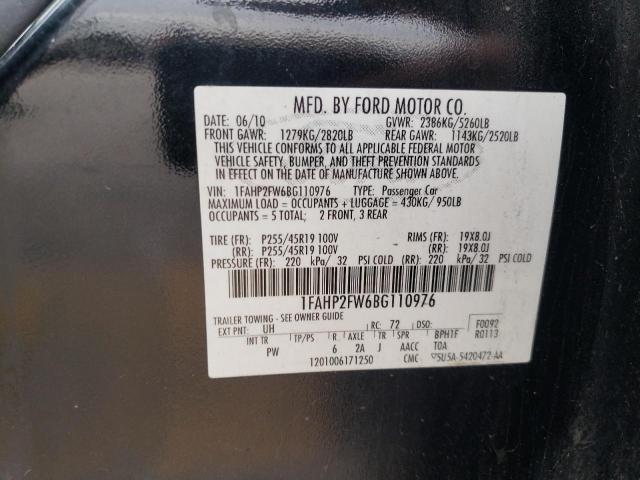 MFD. BY FORD MOTOR CO.
DATE: 06/10 GVWR: 2386KG/5260LB
FRONT GAWR: 1279KG/2820LB REAR GAWR: 1143KG/2520LB
THIS VEHICLE CONFORMS TO ALL APPLICABLE FEDERAL MOTOR
VEHICLE SAFETY, BUMPER, AND THEFT PREVENTION STANDARDS
IN EFFECT ON THE DATE OF MANUFACTURE SHOWN ABOVE.
VIN: 1FAHP2FW6BG110976 TYPE: Passenger Car
MAXIMUM LOAD = OCCUPANTS + LUGGAGE = 430KG/ 950LB
OCCUPANTS = 5 TOTAL; 2 FRONT, 3 REAR
TIRE (FR): P255/45R19 100V RIMS (FR): 19X8.0J
(RR): P255/45R19 100V (RR): 19X8.0J
PRESSURE (FR): 220 kPa/ 32 PSI COLD (RR): 220 kPa/ 32 PSI COLD
1FAHP2FW6BG110976
TRAILER TOWING - SEE OWNER GUIDE
EXT PNT: UH RC: 72 DSO: F0092
INT TR TP/PS R AXLE TR SPR BPH1F R0113
PW 6 2A J AACC TOA
1201006171250 CMC ▽5U5A-5420472-AA